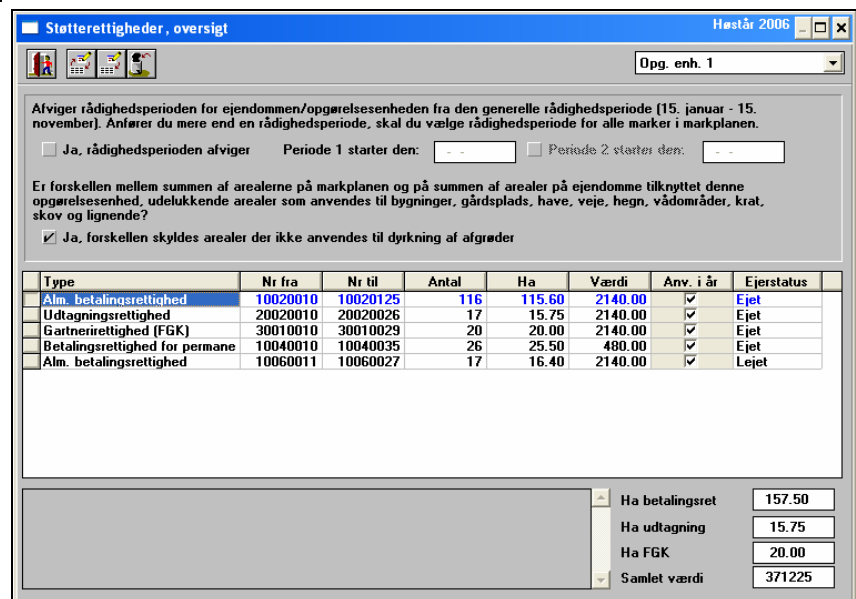 Støtterettigheder, oversigt Høstår 2006
Opg. enh. 1
Afviger rådighedsperioden for ejendommen/opgørelsesenheden fra den generelle rådighedsperiode (15. januar - 15.
november). Anfører du mere end en rådighedsperiode, skal du vælge rådighedsperiode for alle marker i markplanen.
Ja, rådighedsperioden afviger Periode 1 starter den: - - Periode 2 starter den: - -
Er forskellen mellem summen af arealerne på markplanen og på summen af arealer på ejendomme tilknyttet denne
opgørelsesenhed, udelukkende arealer som anvendes til bygninger, gårdsplads, have, veje, hegn, vådområder, krat,
skov og lignende?
Ja, forskellen skyldes arealer der ikke anvendes til dyrkning af afgrøder
Type Nr fra Nr til Antal Ha Værdi Anv. i år Ejerstatus
Alm. betalingsrettighed 10020010 10020125 116 115.60 2140.00 Ejet
Udtagningsrettighed 20020010 20020026 17 15.75 2140.00 Ejet
Gartnerirettighed (FGK) 30010010 30010029 20 20.00 2140.00 Ejet
Betalingsrettighed for permane 10040010 10040035 26 25.50 480.00 Ejet
Alm. betalingsrettighed 10060011 10060027 17 16.40 2140.00 Lejet
Ha betalingsret 157.50
Ha udtagning 15.75
Ha FGK 20.00
Samlet værdi 371225